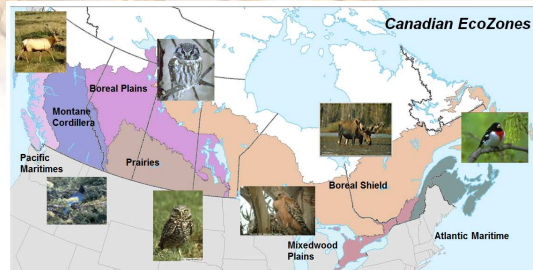 Canadian EcoZones
Boreal Plains
Montane
Cordillera
Prairies
Pacific
Maritimes
Boreal Shield
Mixedwood
Plains
Atlantic Maritime